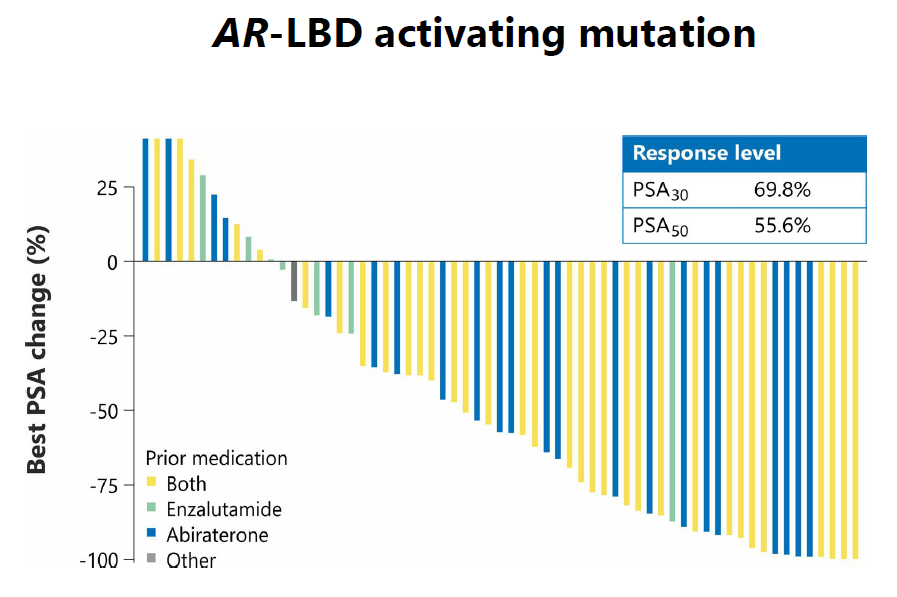 AR-LBD activating mutation
Response level
PSA30 69.8%
PSA50 55.6%
Best PSA change (%)
25
0
-25
-50
-75
-100
Prior medication
Both
Enzalutamide
Abiraterone
Other